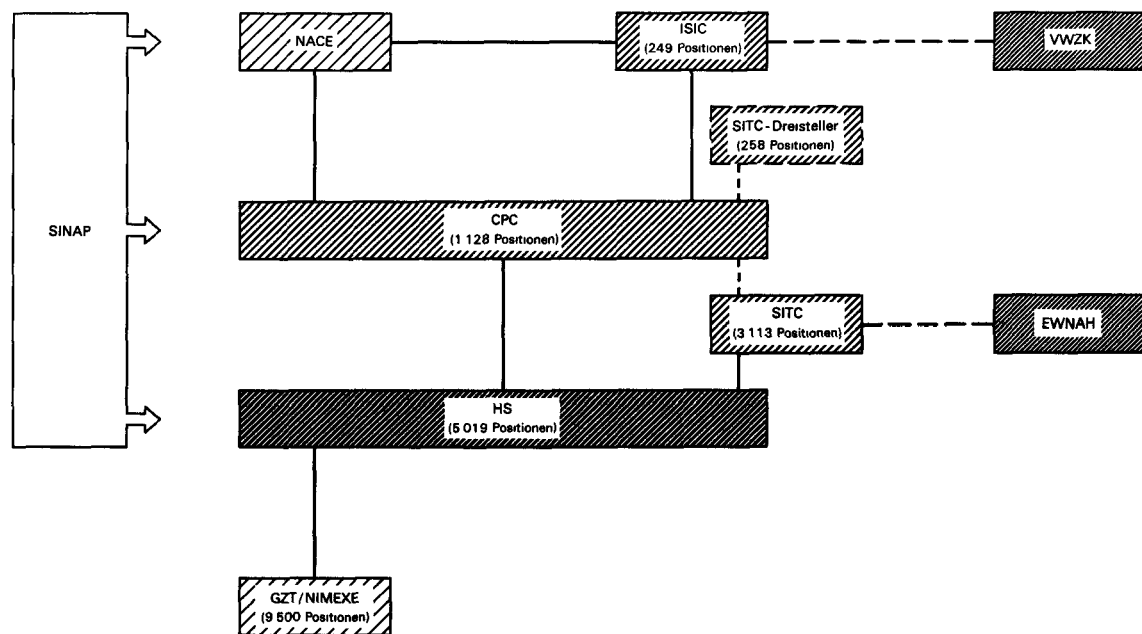 NACE
ISIC
(249 Positionen)
VWZK
SITC-Dreisteller
(258 Positionen)
SINAP
CPC
(1 128 Positionen)
SITC
(3 113 Positionen)
EWNAH
HS
(5 019 Positionen)
GZT/NIMEXE
(9 500 Positionen)